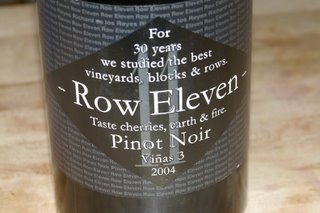 For
30 years
we studied the best
vineyards, blocks & rows.
- Row Eleven -
Taste cherries, earth & fire.
Pinot Noir
Viñas 3
2004